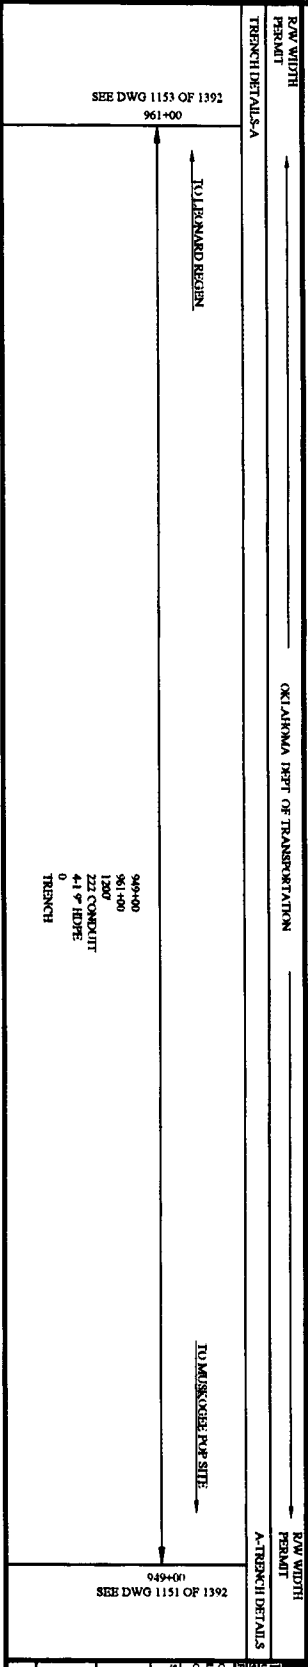 R/W WIDTH
PERMIT
OKLAHOMA DEPT OF TRANSPORTATION
R/W WIDTH
PERMIT
TRENCH DETAILS-A
A-TRENCH DETAILS
TO LEONARD REGEN
TO MUSKOGEE POP SITE
SEE DWG 1153 OF 1392
961+00
949+00
SEE DWG 1151 OF 1392
949+00
961+00
1200'
222 CONDUIT
4-1.9" HDPE
0
TRENCH